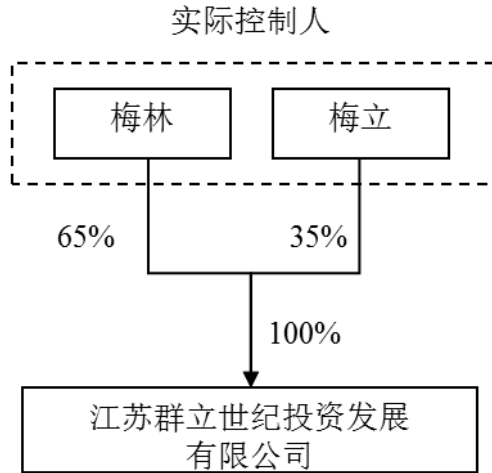 实际控制人
梅林
梅立
65%
35%
100%
江苏群立世纪投资发展
有限公司